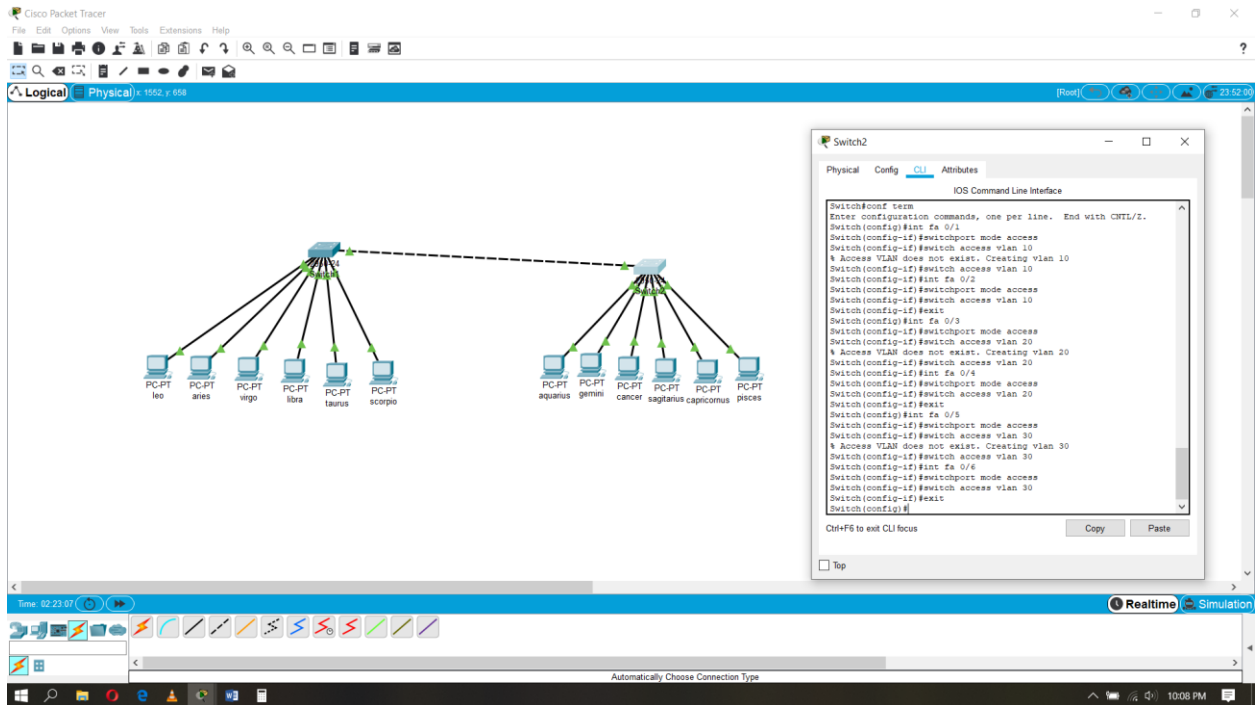 Cisco Packet Tracer
File Edit Options View Tools Extensions Help
?
Logical Physical x: 1552, y: 658 [Root] 23:52:00
Switch2
Physical Config CLI Attributes
IOS Command Line Interface
Switch#conf term
Enter configuration commands, one per line. End with CNTL/Z.
Switch(config)#int fa 0/1
Switch(config-if)#switchport mode access
Switch(config-if)#switch access vlan 10
% Access VLAN does not exist. Creating vlan 10
Switch(config-if)#switch access vlan 10
Switch(config-if)#int fa 0/2
Switch(config-if)#switchport mode access
Switch(config-if)#switch access vlan 10
Switch(config-if)#exit
Switch(config)#int fa 0/3
Switch(config-if)#switchport mode access
Switch(config-if)#switch access vlan 20
% Access VLAN does not exist. Creating vlan 20
Switch(config-if)#switch access vlan 20
Switch(config-if)#int fa 0/4
Switch(config-if)#switchport mode access
Switch(config-if)#switch access vlan 20
Switch(config-if)#exit
Switch(config)#int fa 0/5
Switch(config-if)#switchport mode access
Switch(config-if)#switch access vlan 30
% Access VLAN does not exist. Creating vlan 30
Switch(config-if)#switch access vlan 30
Switch(config-if)#int fa 0/6
Switch(config-if)#switchport mode access
Switch(config-if)#switch access vlan 30
Switch(config-if)#exit
Switch(config)#
Ctrl+F6 to exit CLI focus Copy Paste
Top
Switch1
Switch2
PC-PT
leo
PC-PT
aries
PC-PT
virgo
PC-PT
libra
PC-PT
taurus
PC-PT
scorpio
PC-PT
aquarius
PC-PT
gemini
PC-PT
cancer
PC-PT
sagitarius
PC-PT
capricornus
PC-PT
pisces
Time: 02:23:07 Realtime Simulation
Automatically Choose Connection Type
10:08 PM